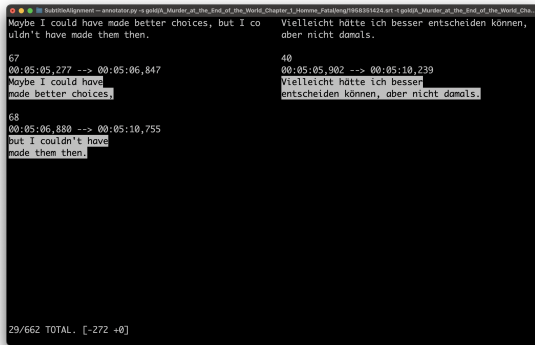 SubtitleAlignment — annotator.py -s gold/A_Murder_at_the_End_of_the_World_Chapter_1_Homme_Fatal/eng/1958351424.srt -t gold/A_Murder_at_the_End_of_the_World_Cha...
Maybe I could have made better choices, but I co
uldn't have made them then.
67
00:05:05,277 --> 00:05:06,847
Maybe I could have
made better choices,
68
00:05:06,880 --> 00:05:10,755
but I couldn't have
made them then.
Vielleicht hätte ich besser entscheiden können,
aber nicht damals.
40
00:05:05,902 --> 00:05:10,239
Vielleicht hätte ich besser
entscheiden können, aber nicht damals.
29/662 TOTAL. [-272 +0]